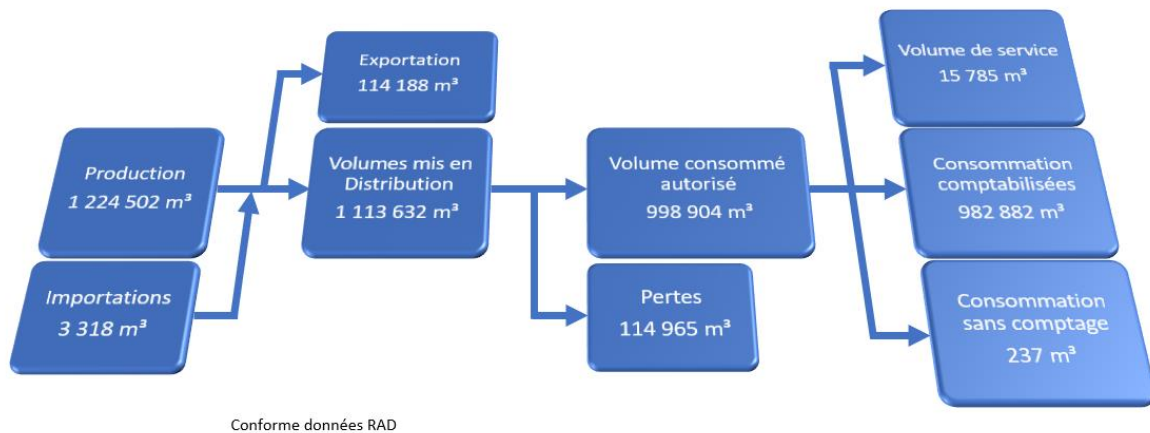 Production
1 224 502 m³
Importations
3 318 m³
Exportation
114 188 m³
Volumes mis en
Distribution
1 113 632 m³
Volume consommé
autorisé
998 904 m³
Pertes
114 965 m³
Volume de service
15 785 m³
Consommation
comptabilisées
982 882 m³
Consommation
sans comptage
237 m³
Conforme données RAD